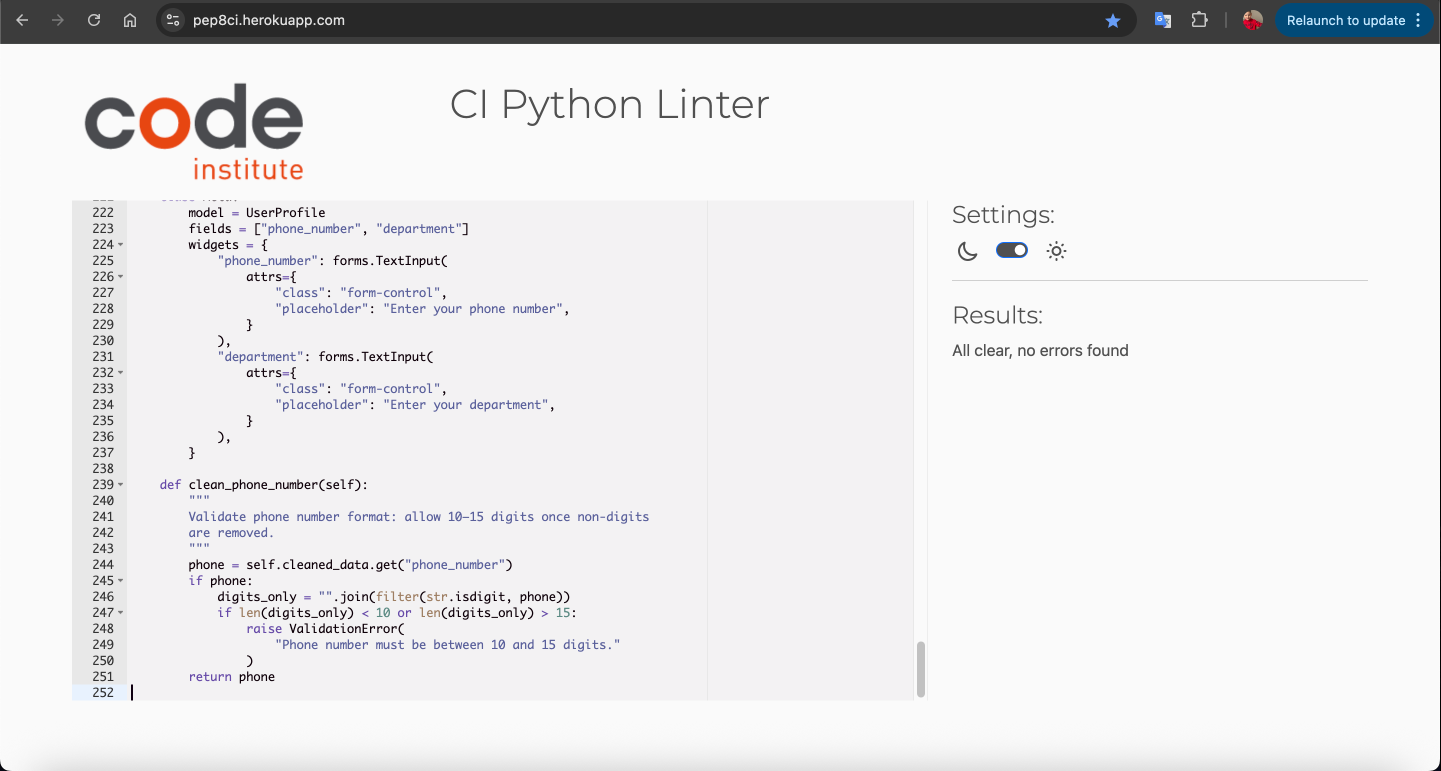 pep8ci.herokuapp.com
Relaunch to update
code
institute
CI Python Linter
222 model = UserProfile
223 fields = ["phone_number", "department"]
224 widgets = {
225 "phone_number": forms.TextInput(
226 attrs={
227 "class": "form-control",
228 "placeholder": "Enter your phone number",
229 }
230 ),
231 "department": forms.TextInput(
232 attrs={
233 "class": "form-control",
234 "placeholder": "Enter your department",
235 }
236 ),
237 }
238
239 def clean_phone_number(self):
240 """
241 Validate phone number format: allow 10–15 digits once non-digits
242 are removed.
243 """
244 phone = self.cleaned_data.get("phone_number")
245 if phone:
246 digits_only = "".join(filter(str.isdigit, phone))
247 if len(digits_only) < 10 or len(digits_only) > 15:
248 raise ValidationError(
249 "Phone number must be between 10 and 15 digits."
250 )
251 return phone
252
Settings:
Results:
All clear, no errors found